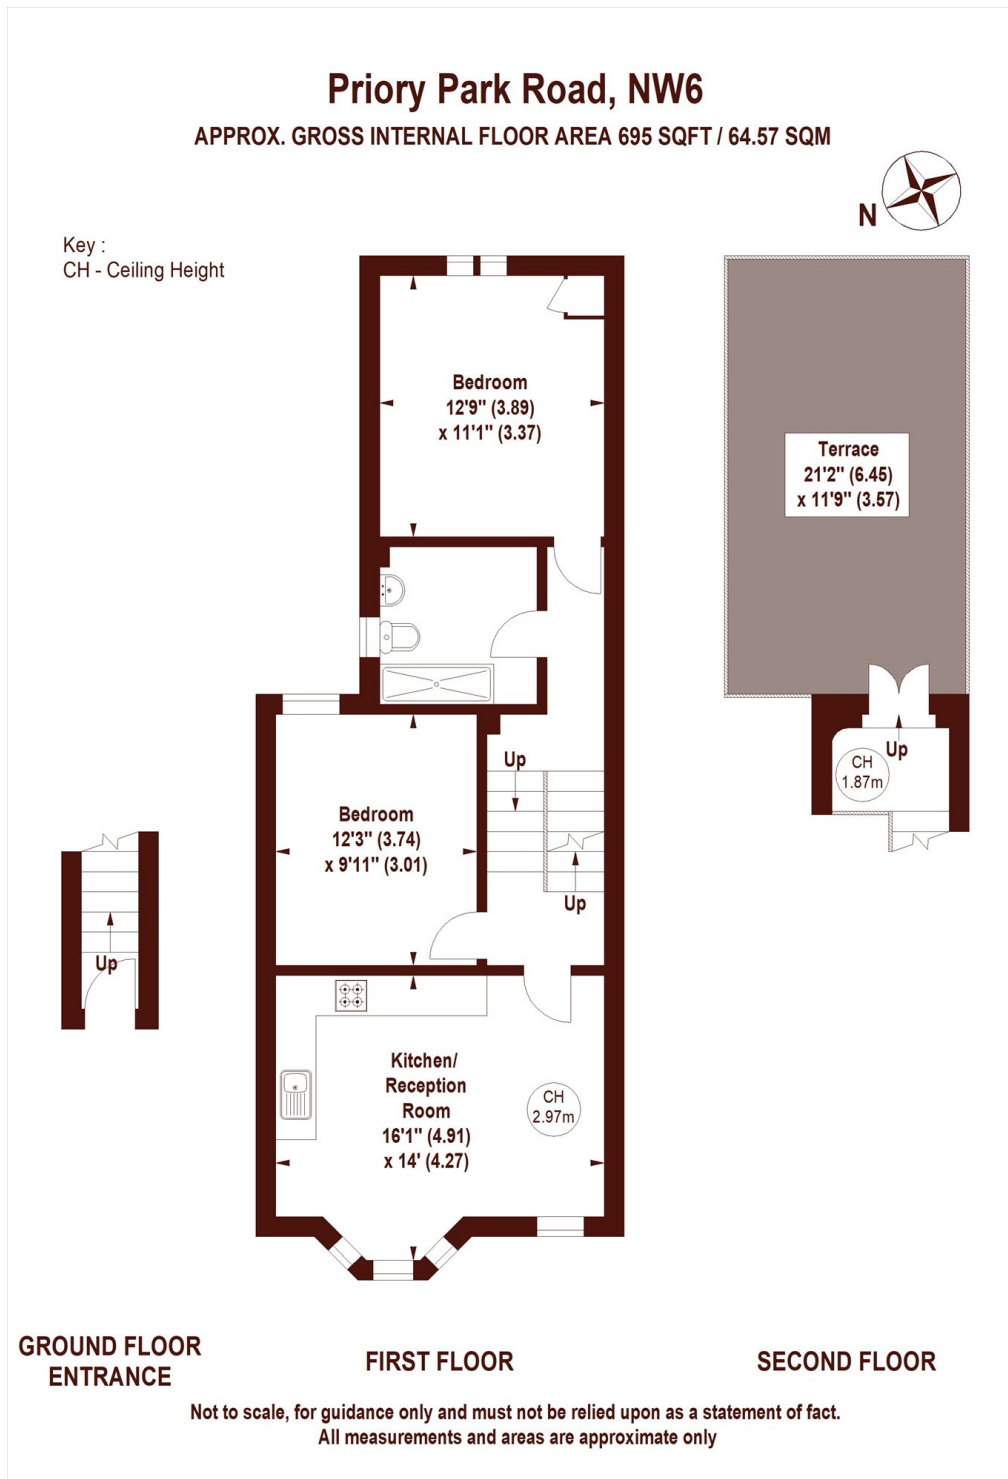 Priory Park Road, NW6
APPROX. GROSS INTERNAL FLOOR AREA 695 SQFT / 64.57 SQM
N
Key :
CH - Ceiling Height
Bedroom
12'9" (3.89)
x 11'1" (3.37)
Terrace
21'2" (6.45)
x 11'9" (3.57)
Up
CH
1.87m
Up
Bedroom
12'3" (3.74)
x 9'11" (3.01)
Up
Up
Kitchen/
Reception
Room
16'1" (4.91)
x 14' (4.27)
CH
2.97m
GROUND FLOOR
ENTRANCE
FIRST FLOOR
SECOND FLOOR
Not to scale, for guidance only and must not be relied upon as a statement of fact.
All measurements and areas are approximate only